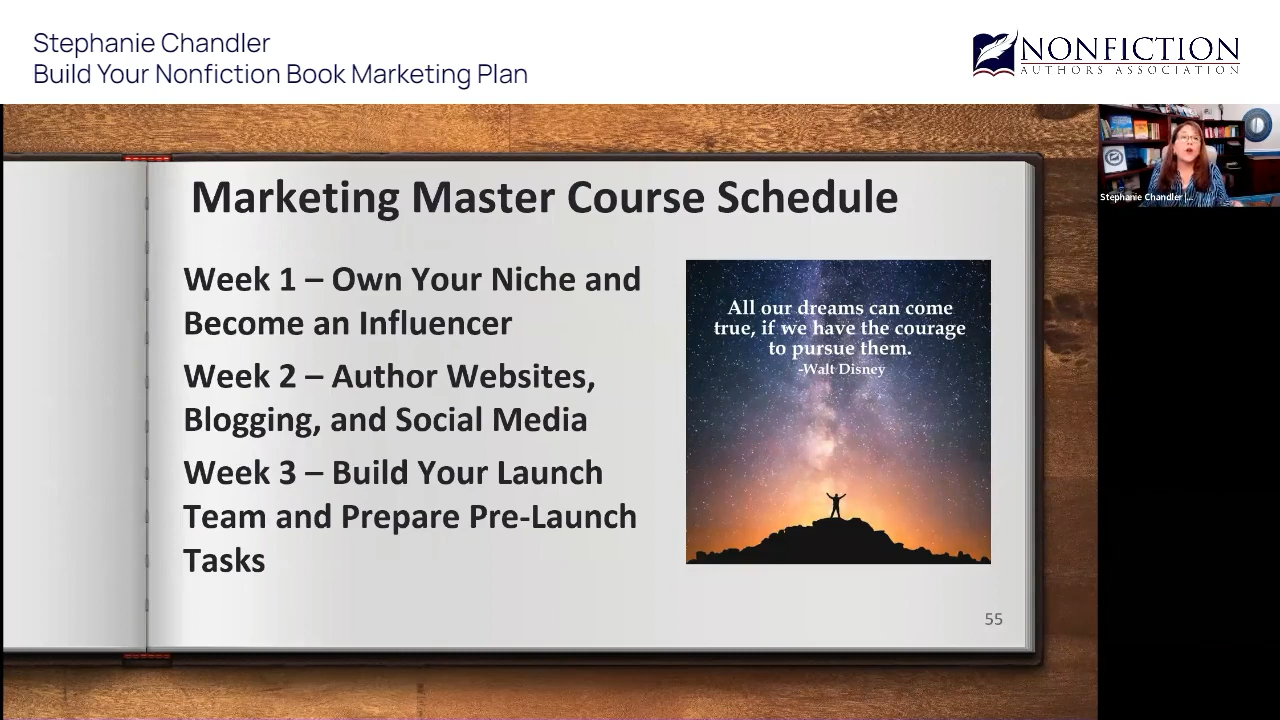 Stephanie Chandler
Build Your Nonfiction Book Marketing Plan
NONFICTION
AUTHORS ASSOCIATION
Marketing Master Course Schedule
Week 1 – Own Your Niche and
Become an Influencer
Week 2 – Author Websites,
Blogging, and Social Media
Week 3 – Build Your Launch
Team and Prepare Pre-Launch
Tasks
All our dreams can come
true, if we have the courage
to pursue them.
-Walt Disney
55
Stephanie Chandler |...